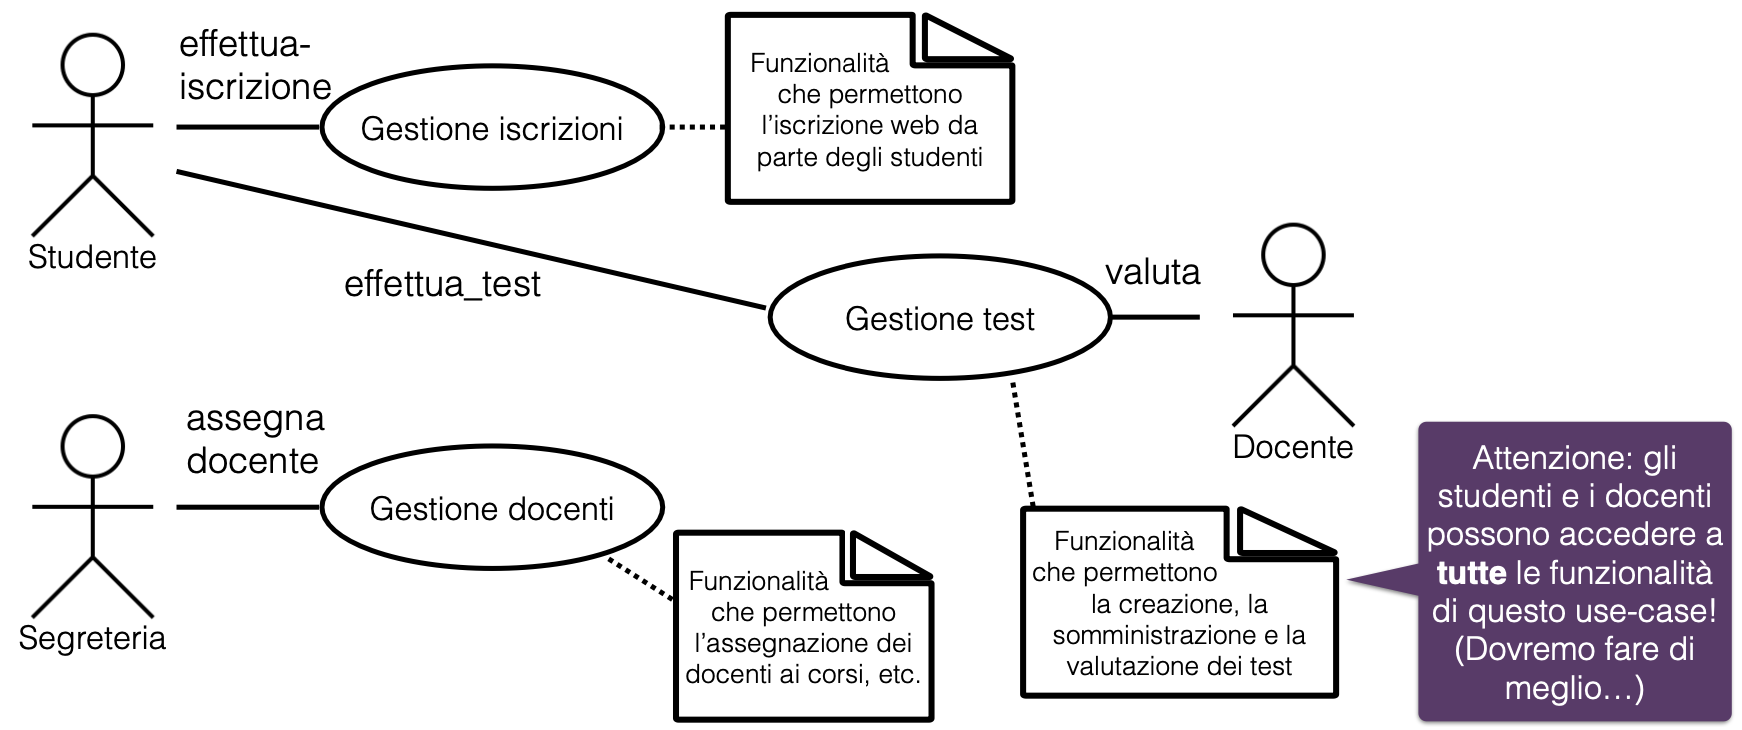 effettua-
iscrizione
Gestione iscrizioni
Funzionalità
che permettono
l'iscrizione web da
parte degli studenti
Studente
effettua_test
Gestione test
valuta
Docente
assegna
docente
Gestione docenti
Segreteria
Funzionalità
che permettono
l'assegnazione dei
docenti ai corsi, etc.
Funzionalità
che permettono
la creazione, la
somministrazione e la
valutazione dei test
Attenzione: gli
studenti e i docenti
possono accedere a
tutte le funzionalità
di questo use-case!
(Dovremo fare di
meglio…)